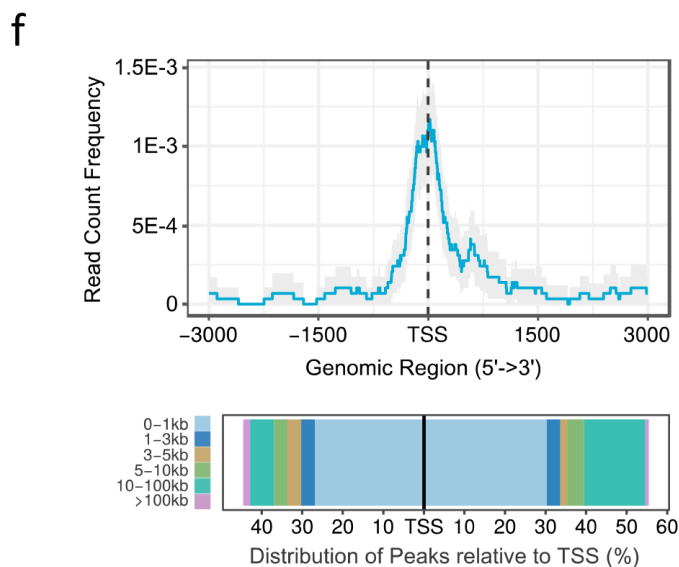 f
Read Count Frequency
1.5E-3
1E-3
5E-4
0
−3000 −1500 TSS 1500 3000
Genomic Region (5'->3')
0−1kb
1−3kb
3−5kb
5−10kb
10−100kb
>100kb
40 30 20 10 TSS 10 20 30 40 50 60
Distribution of Peaks relative to TSS (%)